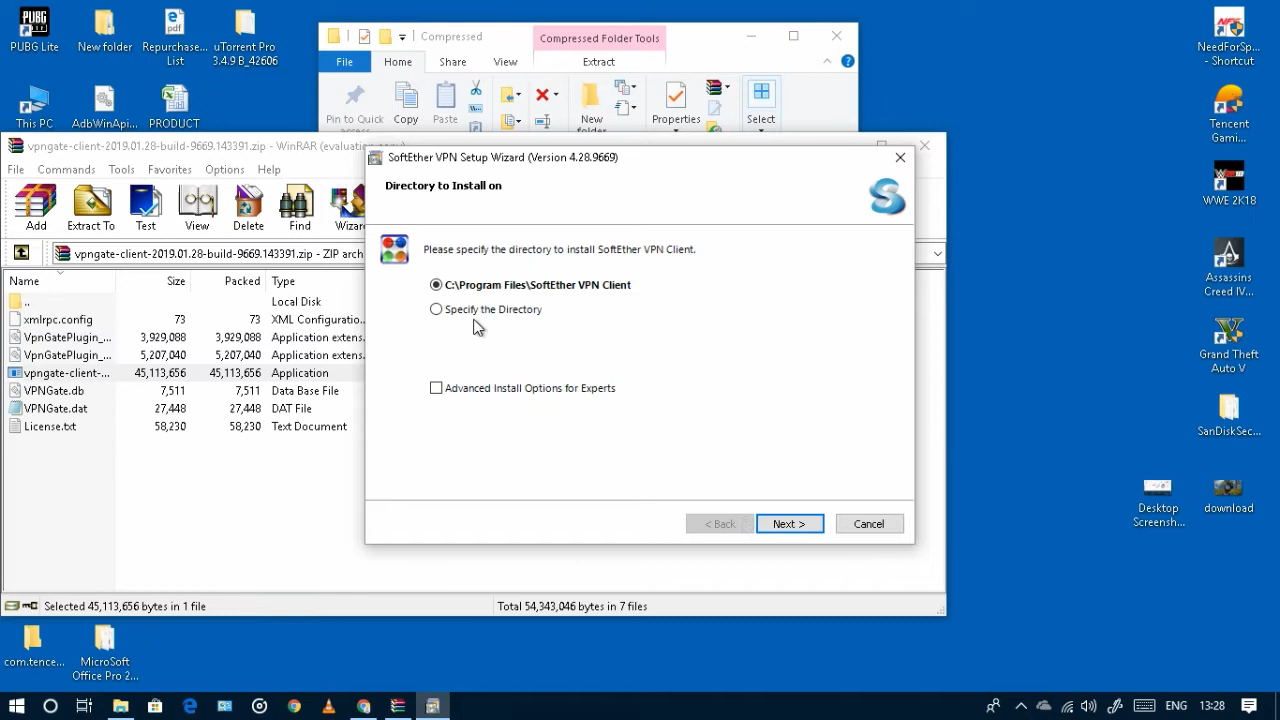 PUBG Lite
New folder
Repurchase...
List
uTorrent Pro
3.4.9 B_42606
This PC
AdbWinApi...
PRODUCT
Compressed
Compressed Folder Tools
File
Home
Share
View
Extract
Pin to Quick
access
Copy
Paste
New
folder
Properties
Select
NeedForSp...
- Shortcut
Tencent
Gami...
WWE 2K18
Assassins
Creed IV...
Grand Theft
Auto V
SanDiskSec...
Desktop
Screensh...
download
vpngate-client-2019.01.28-build-9669.143391.zip - WinRAR (evaluation
File
Commands
Tools
Favorites
Options
Help
Add
Extract To
Test
View
Delete
Find
Wizar
vpngate-client-2019.01.28-build-9669.143391.zip - ZIP arch
Name
Size
Packed
Type
..
Local Disk
xmlrpc.config 73 73 XML Configuratio...
VpnGatePlugin_... 3,929,088 3,929,088 Application extens...
VpnGatePlugin_... 5,207,040 5,207,040 Application extens...
vpngate-client-... 45,113,656 45,113,656 Application
VPNGate.db 7,511 7,511 Data Base File
VPNGate.dat 27,448 27,448 DAT File
License.txt 58,230 58,230 Text Document
Selected 45,113,656 bytes in 1 file
Total 54,343,046 bytes in 7 files
SoftEther VPN Setup Wizard (Version 4.28.9669)
Directory to Install on
Please specify the directory to install SoftEther VPN Client.
C:\Program Files\SoftEther VPN Client
Specify the Directory
Advanced Install Options for Experts
< Back
Next >
Cancel
com.tence...
MicroSoft
Office Pro 2...
ENG
13:28